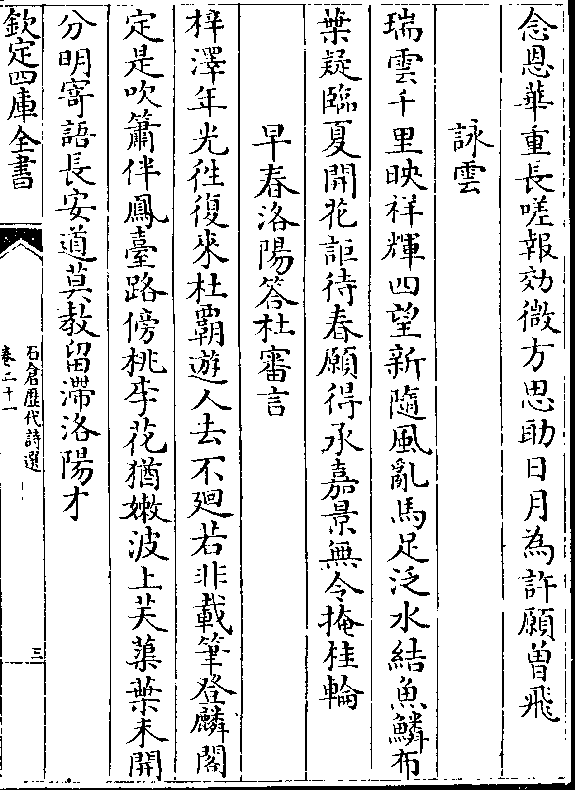 念恩華重長嗟報効微方思助日月為許願曽飛
詠雲
瑞雲千里映祥輝四望新隨風亂馬足泛水結魚鱗布
葉疑臨夏開花詎待春願得承嘉景無令掩桂輪
早春洛陽答杜審言
梓澤年光徃復來杜霸遊人去不廻若非載筆登麟閣
定是吹簫伴鳳臺路傍桃李花猶嫩波上芙蕖葉未開
分明寄語長安道莫教留滯洛陽才
欽定四庫全書
石倉歴代詩選
卷二十一
三